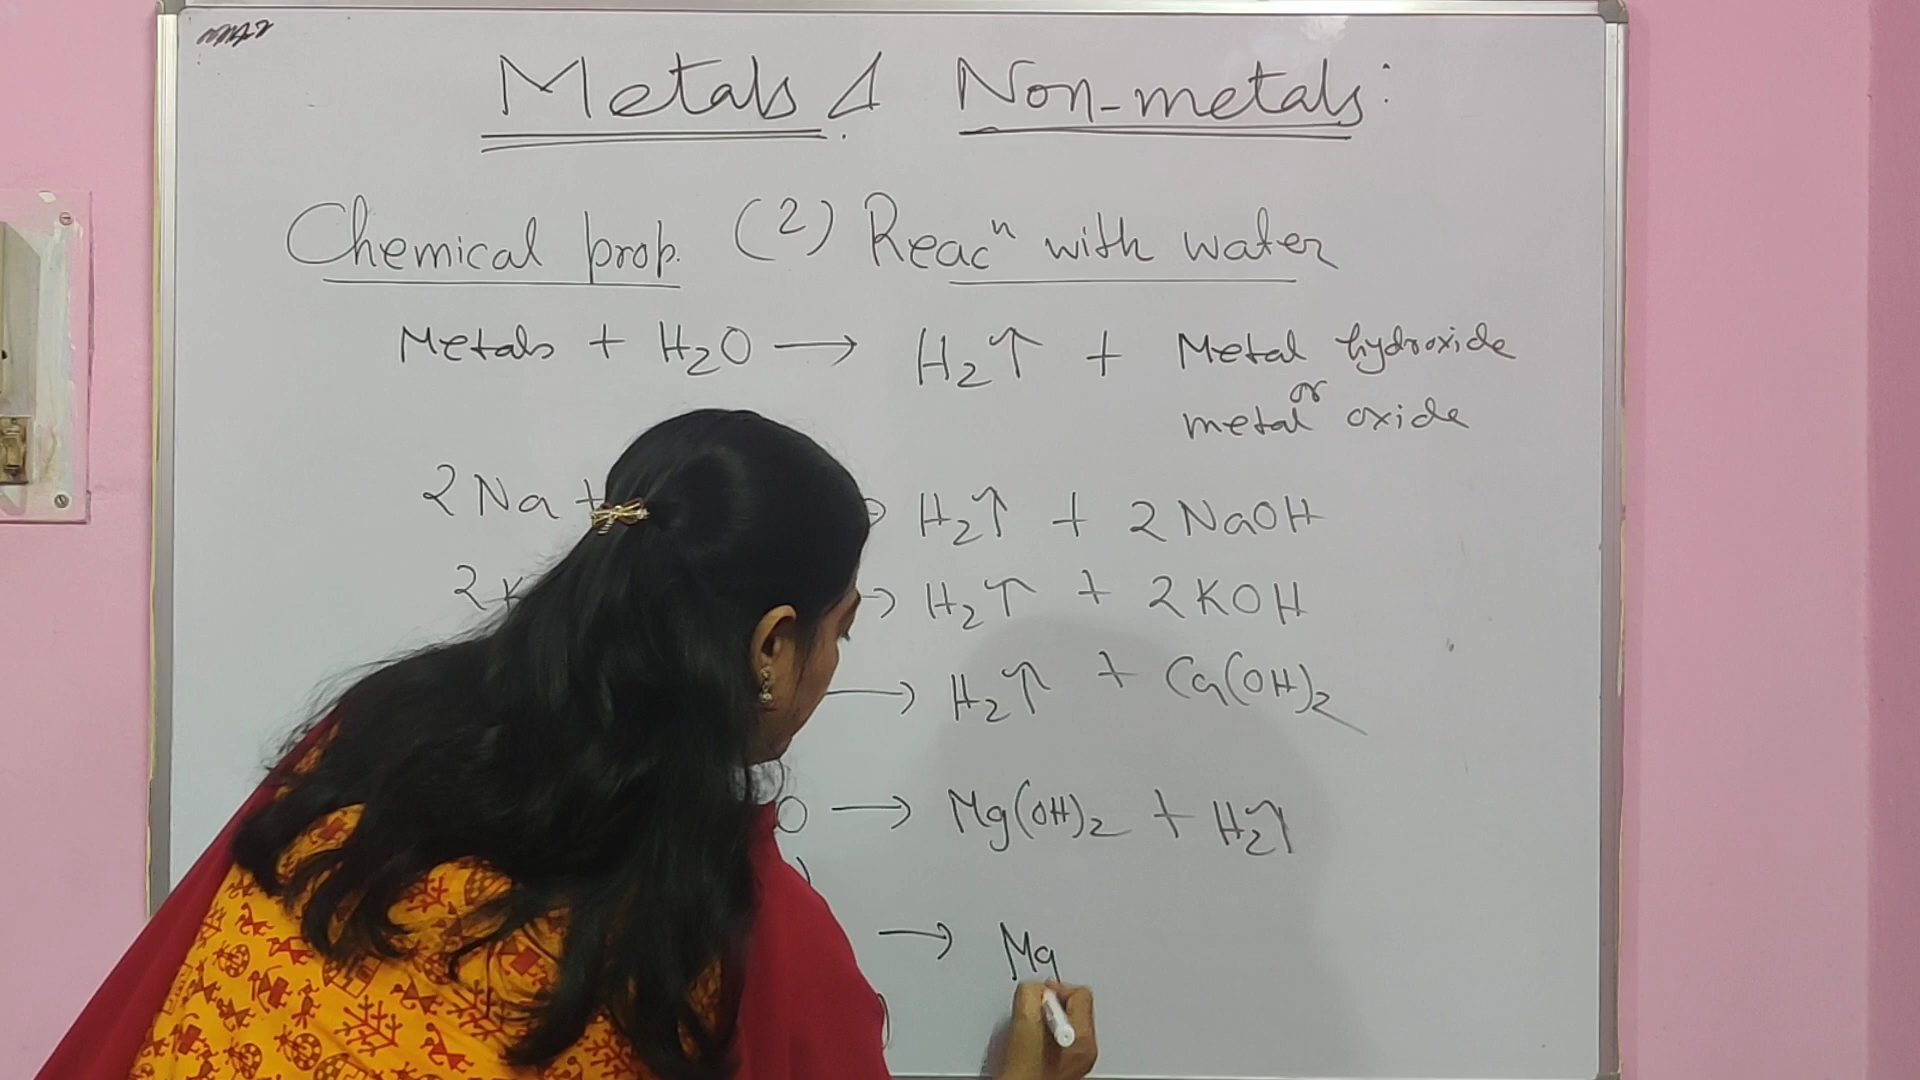 Metals & Non-metals:
Chemical prop. (2) Reacⁿ with water
Metals + H₂O → H₂↑ + Metal hydroxide
or
metal oxide
2Na + → H₂↑ + 2NaOH
2K → H₂↑ + 2KOH
→ H₂↑ + Ca(OH)₂
O → Mg(OH)₂ + H₂↑
)
→ Mg
)